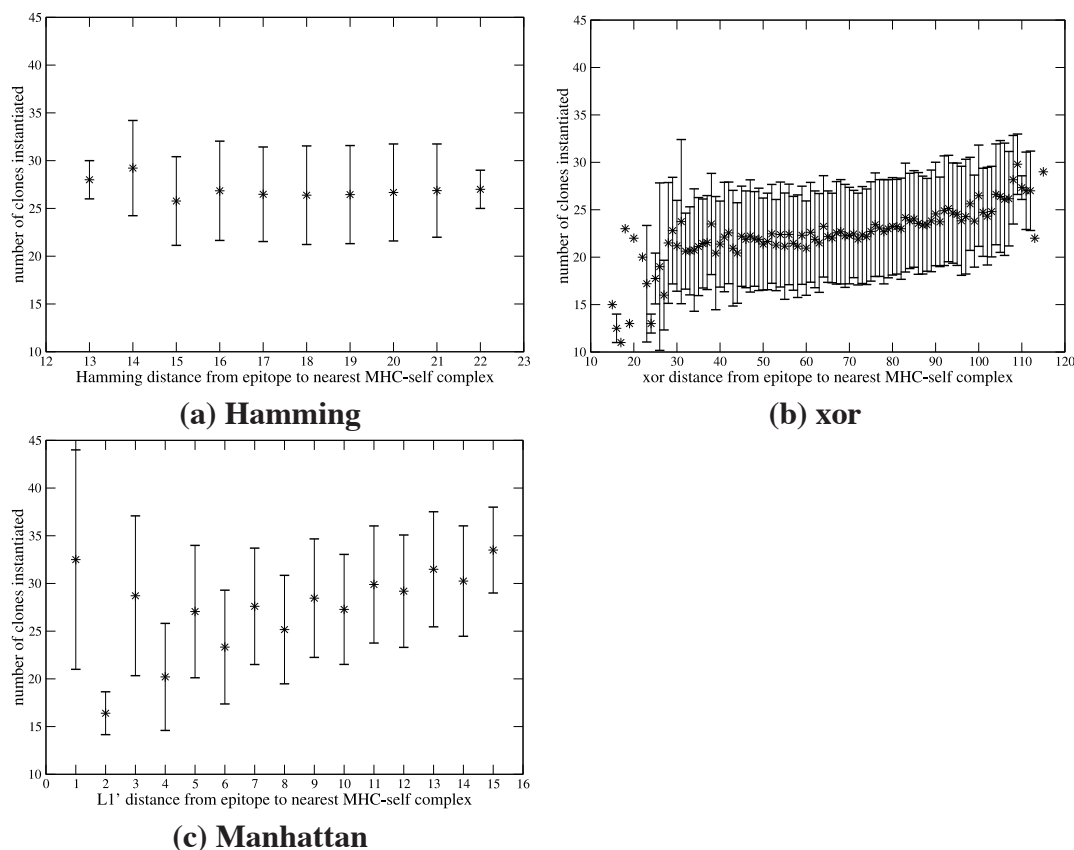 45
40
35
30
25
20
15
10
number of clones instantiated
12 13 14 15 16 17 18 19 20 21 22 23
Hamming distance from epitope to nearest MHC-self complex
(a) Hamming
45
40
35
30
25
20
15
10
number of clones instantiated
10 20 30 40 50 60 70 80 90 100 110 120
xor distance from epitope to nearest MHC-self complex
(b) xor
45
40
35
30
25
20
15
10
number of clones instantiated
0 1 2 3 4 5 6 7 8 9 10 11 12 13 14 15 16
L1’ distance from epitope to nearest MHC-self complex
(c) Manhattan